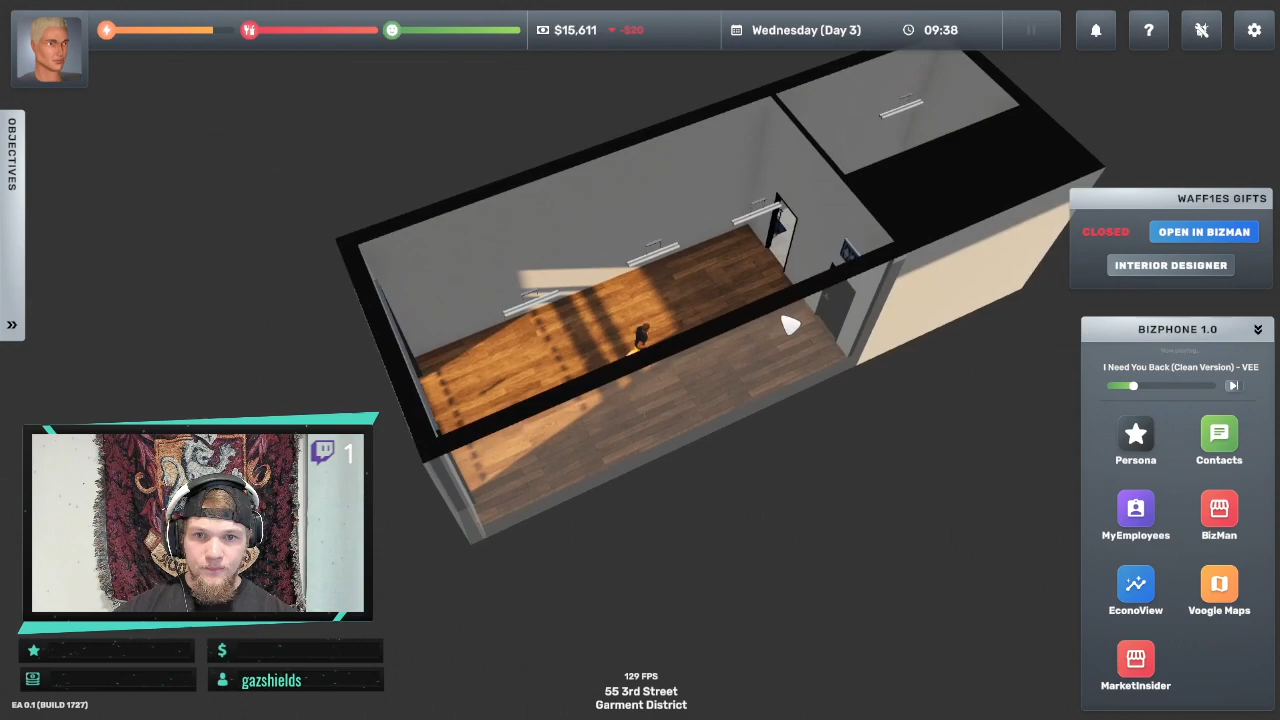 $15,611 -$20
Wednesday (Day 3)
09:38
?
OBJECTIVES
WAFF1ES GIFTS
CLOSED
OPEN IN BIZMAN
INTERIOR DESIGNER
BIZPHONE 1.0
Now playing..
I Need You Back (Clean Version) - VEE
Persona
Contacts
MyEmployees
BizMan
EconoView
Voogle Maps
MarketInsider
1
$
gazshields
129 FPS
55 3rd Street
Garment District
EA 0.1 (BUILD 1727)